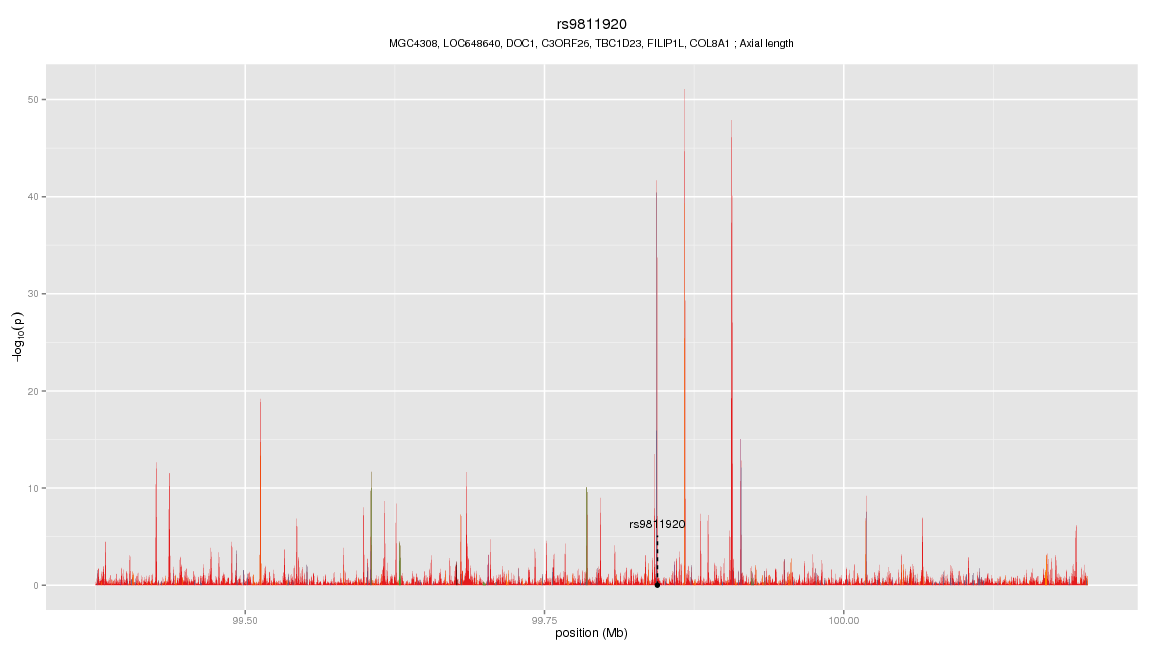 rs9811920
MGC4308, LOC648640, DOC1, C3ORF26, TBC1D23, FILIP1L, COL8A1 ; Axial length
50
40
30
20
10
0
−log10(p)
rs9811920
99.50
99.75
100.00
position (Mb)